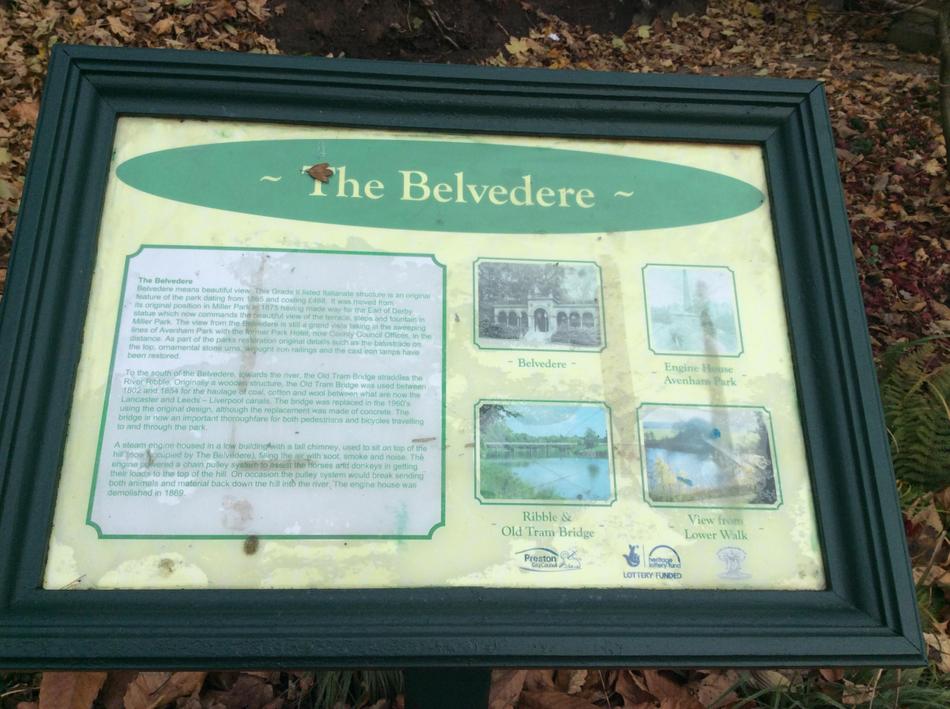 ~ The Belvedere ~
The Belvedere
Belvedere means beautiful view. This Grade II listed Italianate structure is an original
feature of the park dating from 1865 and costing £468. It was moved from
its original position in Miller Park in 1875 having made way for the Earl of Derby
statue which now commands the beautiful view of the terrace, steps and fountain in
Miller Park. The view from the Belvedere is still a grand vista taking in the sweeping
lines of Avenham Park with the former Park Hotel, now County Council Offices, in the
distance. As part of the parks restoration original details such as the balustrade on
the top, ornamental stone urns, wrought iron railings and the cast iron lamps have
been restored.
To the south of the Belvedere, towards the river, the Old Tram Bridge straddles the
River Ribble. Originally a wooden structure, the Old Tram Bridge was used between
1802 and 1854 for the haulage of coal, cotton and wool between what are now the
Lancaster and Leeds – Liverpool canals. The bridge was replaced in the 1960's
using the original design, although the replacement was made of concrete. The
bridge is now an important thoroughfare for both pedestrians and bicycles travelling
to and through the park.
A steam engine housed in a low building with a tall chimney, used to sit on top of the
hill (now occupied by The Belvedere), filling the air with soot, smoke and noise. The
engine powered a chain pulley system to assist the horses and donkeys in getting
their loads to the top of the hill. On occasion the pulley system would break sending
both animals and material back down the hill into the river. The engine house was
demolished in 1869.
~ Belvedere ~
Engine House
Avenham Park
Ribble &
~ Old Tram Bridge ~
View from
~ Lower Walk ~
Preston
City Council
heritage
lottery fund
LOTTERY FUNDED